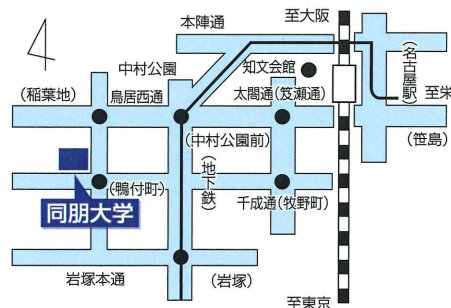 本陣通
至大阪
中村公園
知文会館
(名古屋駅)
(稲葉地)
鳥居西通
太閤通(笈瀬通)
至栄
(中村公園前)
(笹島)
(地下鉄)
(鴨付町)
千成通(牧野町)
同朋大学
岩塚本通
(岩塚)
至東京